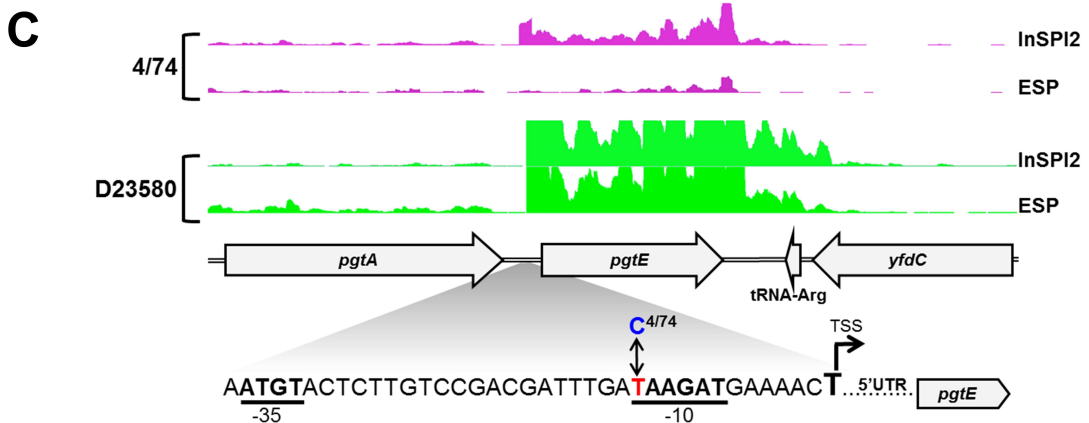 C
InSPI2
4/74
ESP
InSPI2
D23580
ESP
pgtA pgtE yfdC
tRNA-Arg
C4/74
TSS
AATGTACTCTTGTCCGACGATTTGATAAGATGAAAACT 5'UTR pgtE
-35 -10